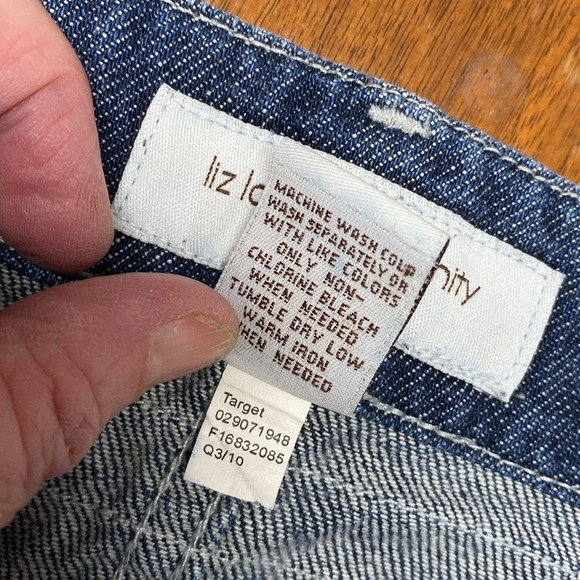 liz
nity
MACHINE WASH COLD
WASH SEPARATELY OR
WITH LIKE COLORS
ONLY NON-
CHLORINE BLEACH
WHEN NEEDED
TUMBLE DRY LOW
WARM IRON
WHEN NEEDED
Target
029071948
F16832085
Q3/10